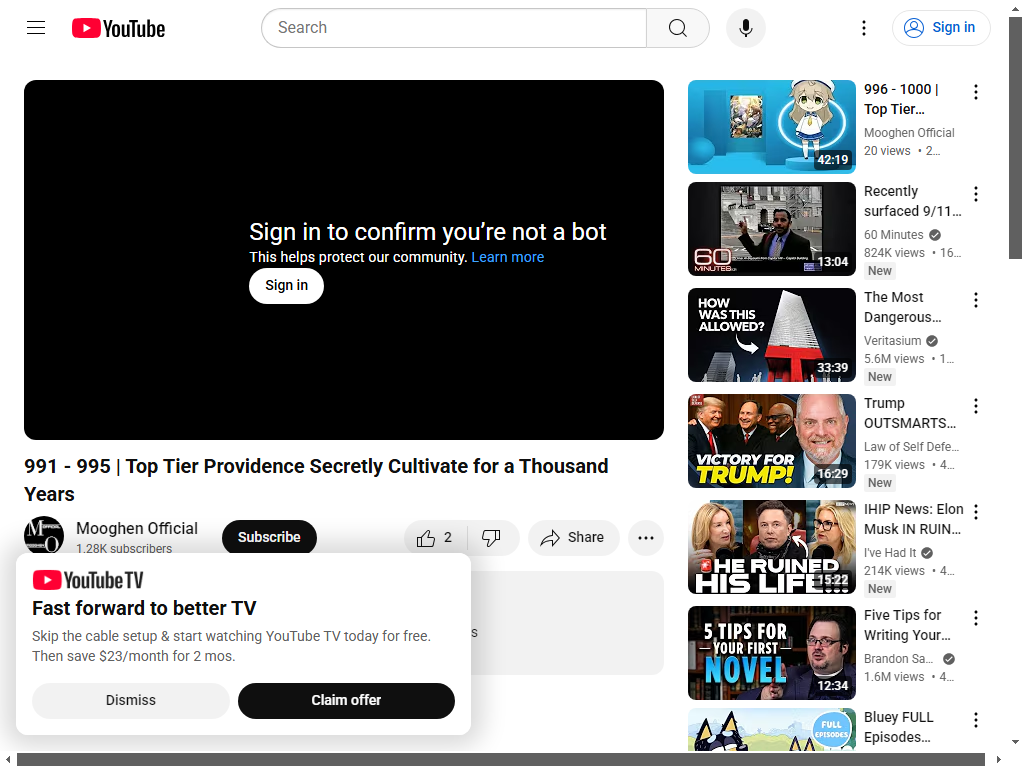 YouTube
Search
Sign in
Sign in to confirm you're not a bot
This helps protect our community. Learn more
Sign in
991 - 995 | Top Tier Providence Secretly Cultivate for a Thousand
Years
Mooghen Official
1.28K subscribers
Subscribe
2
Share
YouTube TV
Fast forward to better TV
Skip the cable setup & start watching YouTube TV today for free.
Then save $23/month for 2 mos.
Dismiss
Claim offer
42:19
996 - 1000 |
Top Tier…
Mooghen Official
20 views • 2…
60
MINUTES
13:04
Recently
surfaced 9/11…
60 Minutes
824K views • 16…
New
HOW
WAS THIS
ALLOWED?
33:39
The Most
Dangerous…
Veritasium
5.6M views • 1…
New
VICTORY FOR
TRUMP!
16:29
Trump
OUTSMARTS…
Law of Self Defe…
179K views • 4…
New
HE RUINED
HIS LIFE...
15:22
IHIP News: Elon
Musk IN RUIN…
I've Had It
214K views • 4…
New
5 TIPS FOR
YOUR FIRST
NOVEL
12:34
Five Tips for
Writing Your…
Brandon Sa…
1.6M views • 4…
FULL
EPISODES
Bluey FULL
Episodes…